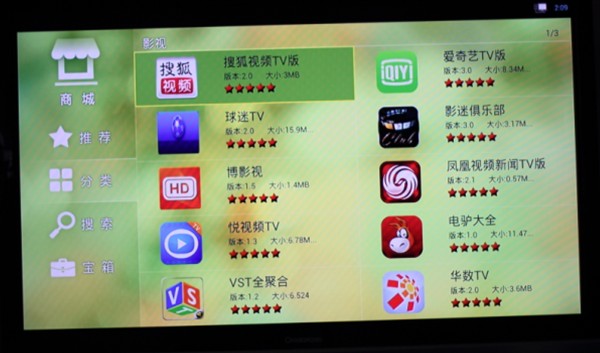 2:09
影视
1/3
商城
推荐
分类
搜索
宝箱
搜狐
视频
搜狐视频TV版
版本:2.0 大小:3MB
QIY
爱奇艺TV版
版本:3.0 大小:8.34M...
球迷TV
版本:2.0 大小:15.9M...
影迷俱乐部
版本:3.0 大小:3.17M...
HD
博影视
版本:1.5 大小:1.4MB
凤凰视频新闻TV版
版本:2.1 大小:0.57M...
TV
悦视频TV
版本:1.3 大小:6.78M...
电驴大全
版本:1.0 大小:11.47...
VST
VST全聚合
版本:1.2 大小:6.524
华数TV
版本:2.0 大小:3.6MB